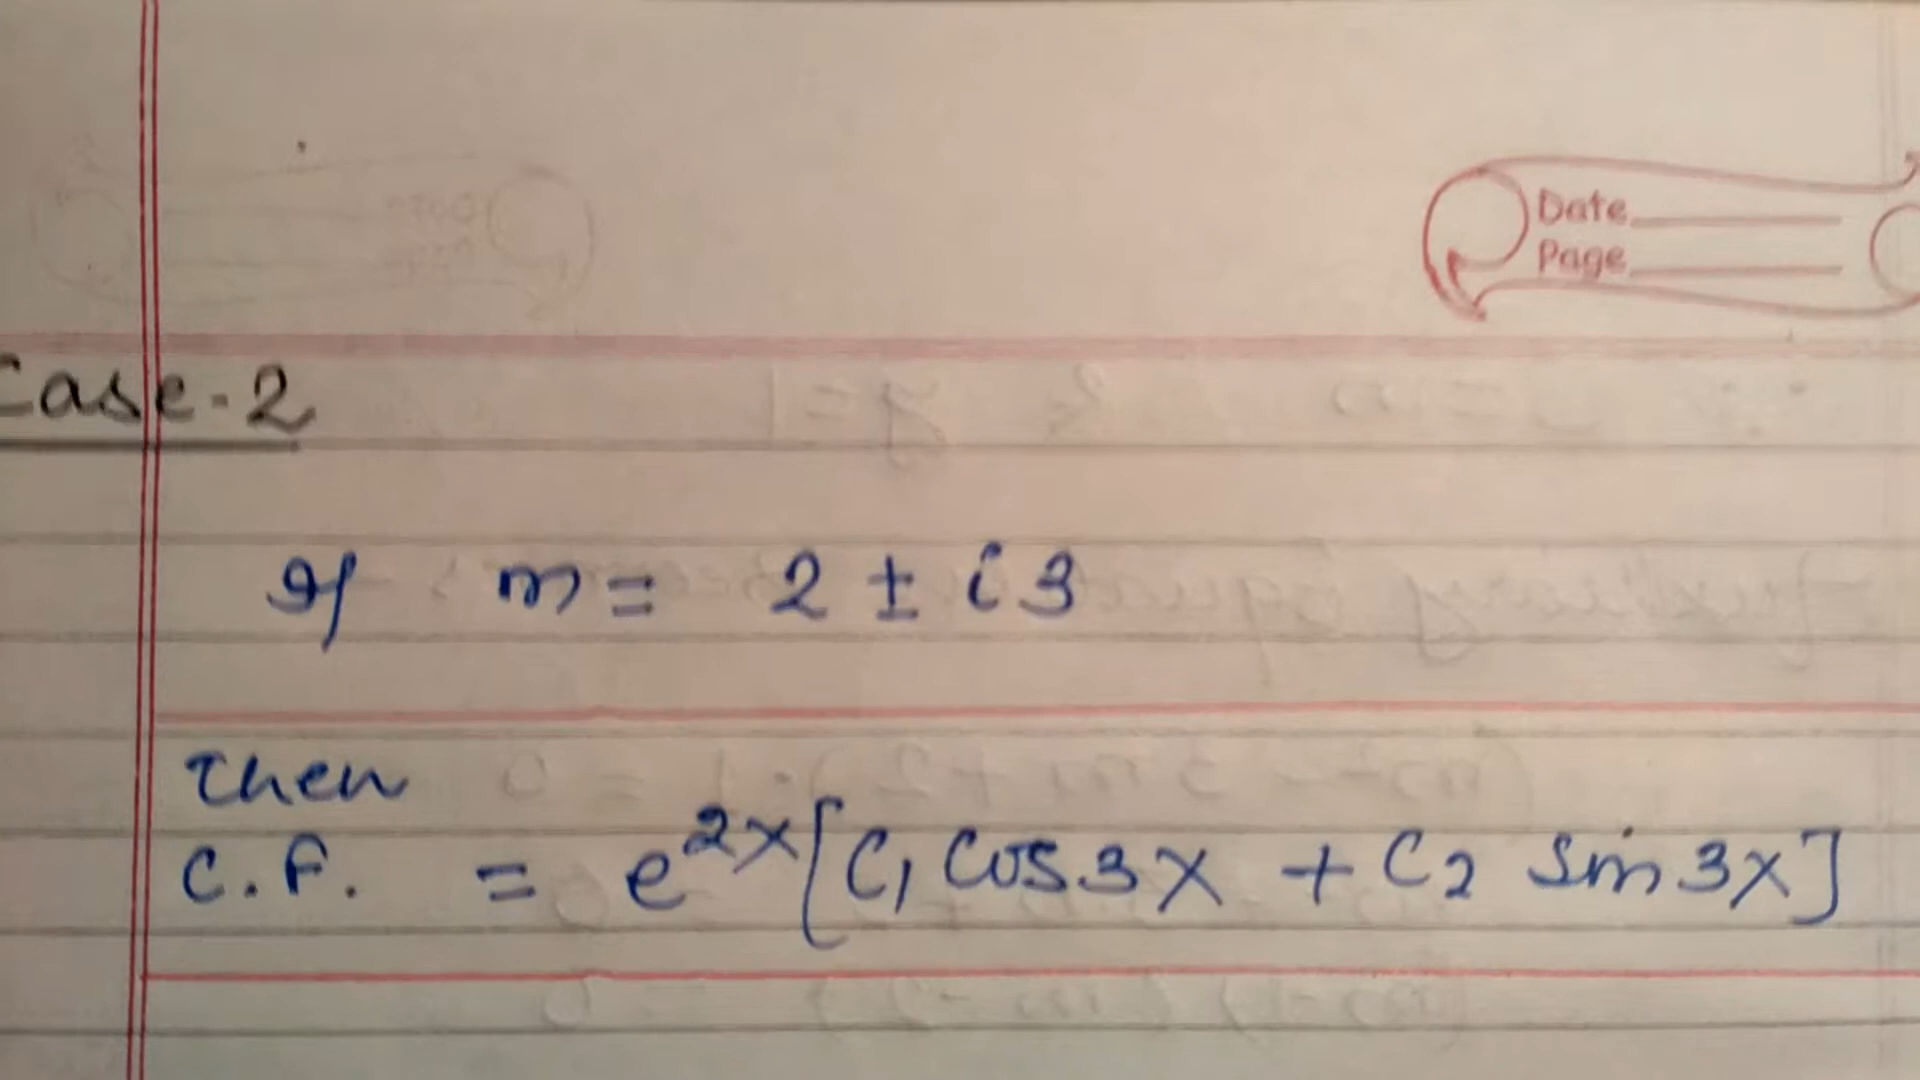 Date
Page
Case-2
If m = 2 ± i3
then
C.F. = e^{2x}[C₁ Cos3x + C₂ Sin3x]